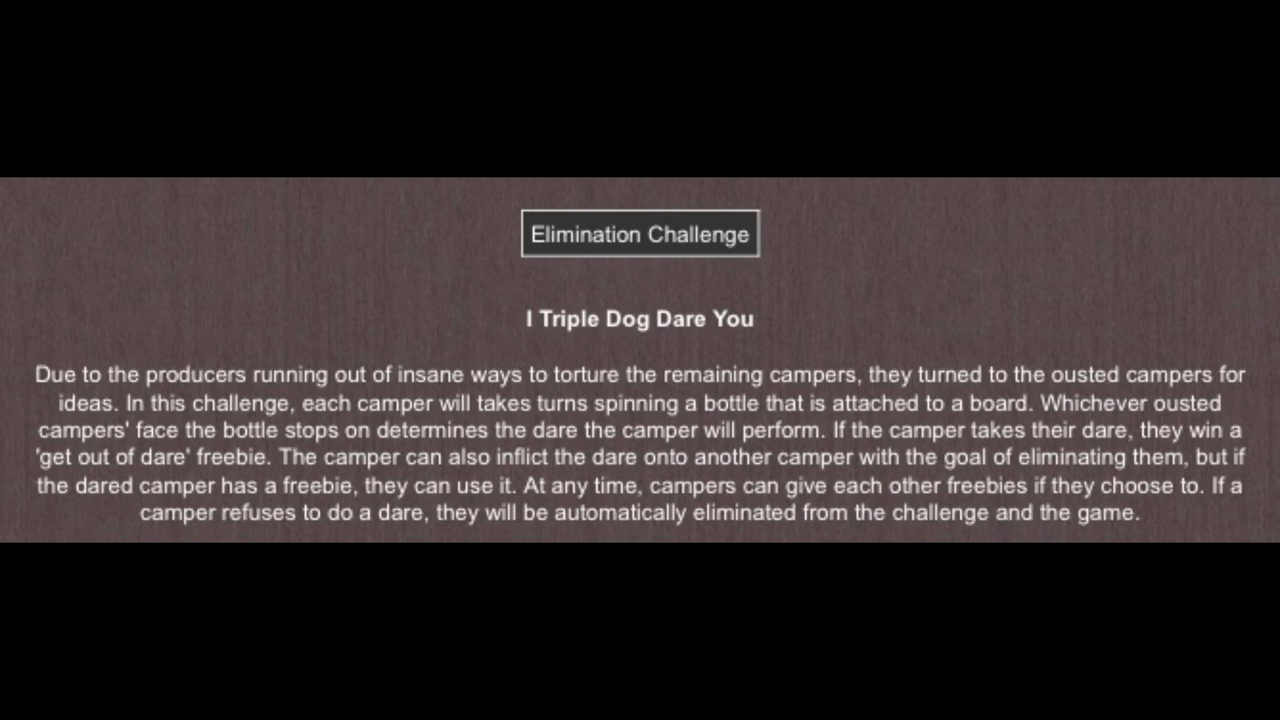 Elimination Challenge
I Triple Dog Dare You
Due to the producers running out of insane ways to torture the remaining campers, they turned to the ousted campers for
ideas. In this challenge, each camper will takes turns spinning a bottle that is attached to a board. Whichever ousted
campers' face the bottle stops on determines the dare the camper will perform. If the camper takes their dare, they win a
'get out of dare' freebie. The camper can also inflict the dare onto another camper with the goal of eliminating them, but if
the dared camper has a freebie, they can use it. At any time, campers can give each other freebies if they choose to. If a
camper refuses to do a dare, they will be automatically eliminated from the challenge and the game.